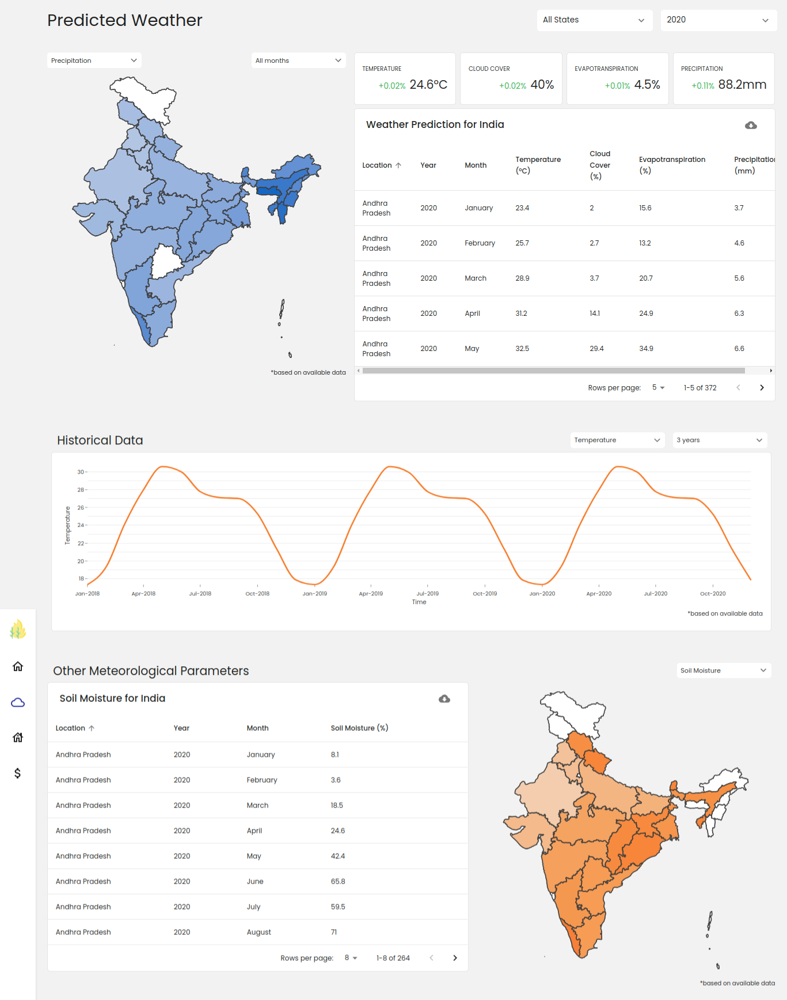 Predicted Weather
All States
2020
Precipitation
All months
TEMPERATURE
+0.02% 24.6°C
CLOUD COVER
+0.02% 40%
EVAPOTRANSPIRATION
+0.01% 4.5%
PRECIPITATION
+0.11% 88.2mm
Weather Prediction for India
Location Year Month Temperature (°C) Cloud Cover (%) Evapotranspiration (%) Precipitation (mm)
Andhra Pradesh 2020 January 23.4 2 15.6 3.7
Andhra Pradesh 2020 February 25.7 2.7 13.2 4.6
Andhra Pradesh 2020 March 28.9 3.7 20.7 5.6
Andhra Pradesh 2020 April 31.2 14.1 24.9 6.3
Andhra Pradesh 2020 May 32.5 29.4 34.9 6.6
*based on available data
Rows per page: 5 1-5 of 372
Historical Data
Temperature
3 years
30
28
26
24
22
20
18
Temperature
Jan-2018 Apr-2018 Jul-2018 Oct-2018 Jan-2019 Apr-2019 Jul-2019 Oct-2019 Jan-2020 Apr-2020 Jul-2020 Oct-2020
Time
*based on available data
Other Meteorological Parameters
Soil Moisture
Soil Moisture for India
Location Year Month Soil Moisture (%)
Andhra Pradesh 2020 January 8.1
Andhra Pradesh 2020 February 3.6
Andhra Pradesh 2020 March 18.5
Andhra Pradesh 2020 April 24.6
Andhra Pradesh 2020 May 42.4
Andhra Pradesh 2020 June 65.8
Andhra Pradesh 2020 July 59.5
Andhra Pradesh 2020 August 71
Rows per page: 8 1-8 of 264
*based on available data